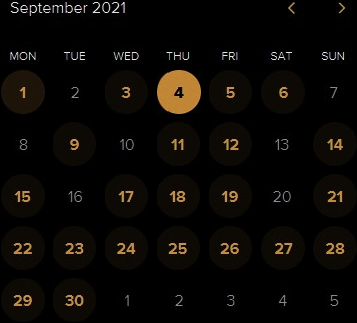 September 2021
MON TUE WED THU FRI SAT SUN
1 2 3 4 5 6 7
8 9 10 11 12 13 14
15 16 17 18 19 20 21
22 23 24 25 26 27 28
29 30 1 2 3 4 5